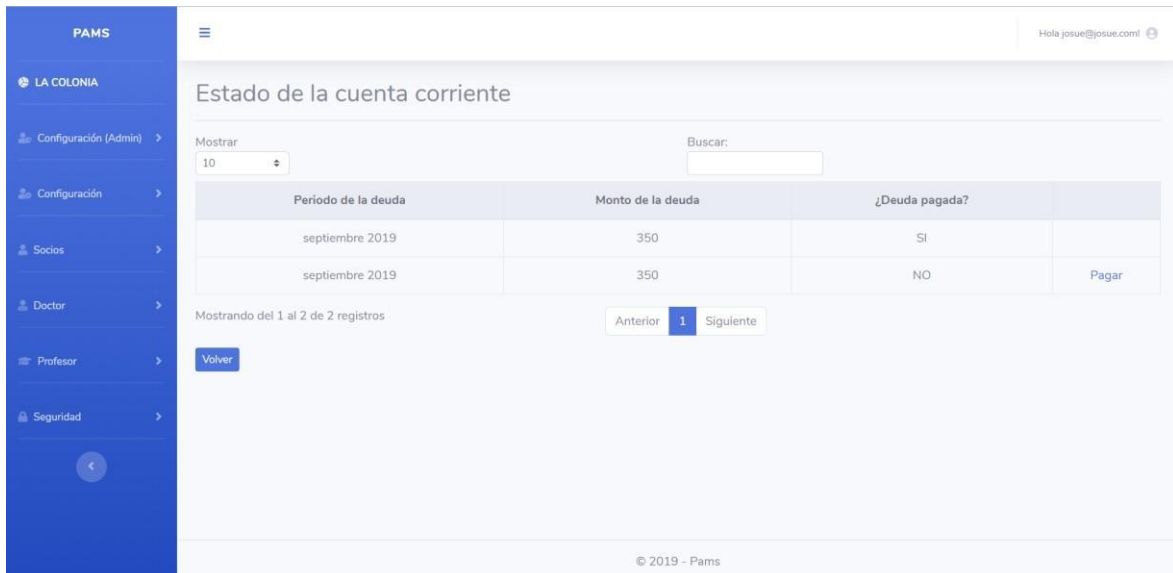 PAMS
Hola josue@josue.com!
LA COLONIA
Configuración (Admin)
Configuración
Socios
Doctor
Profesor
Seguridad
Estado de la cuenta corriente
Mostrar
10
Buscar:
Periodo de la deuda Monto de la deuda ¿Deuda pagada?
septiembre 2019 350 SI
septiembre 2019 350 NO Pagar
Mostrando del 1 al 2 de 2 registros
Anterior 1 Siguiente
Volver
© 2019 - Pams